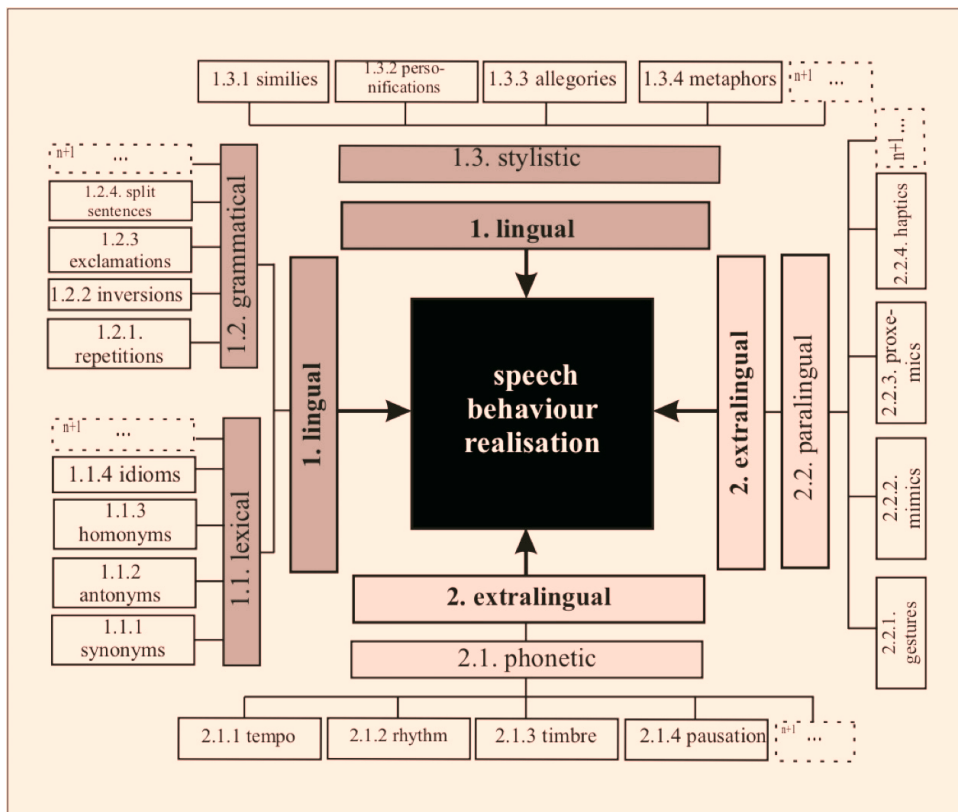 1.3.1 similies
1.3.2 perso-
nifications
1.3.3 allegories
1.3.4 metaphors
n+1 ...
1.3. stylistic
1. lingual
n+1 ...
1.2.4. split
sentences
1.2.3
exclamations
1.2.2 inversions
1.2.1.
repetitions
1.2. grammatical
n+1 ...
1.1.4 idioms
1.1.3
homonyms
1.1.2
antonyms
1.1.1
synonyms
1.1. lexical
1. lingual
speech
behaviour
realisation
2. extralingual
2.2. paralingual
n+1 ...
2.2.4. haptics
2.2.3. proxe-
mics
2.2.2.
mimics
2.2.1.
gestures
2. extralingual
2.1. phonetic
2.1.1 tempo
2.1.2 rhythm
2.1.3 timbre
2.1.4 pausation
n+1 ...